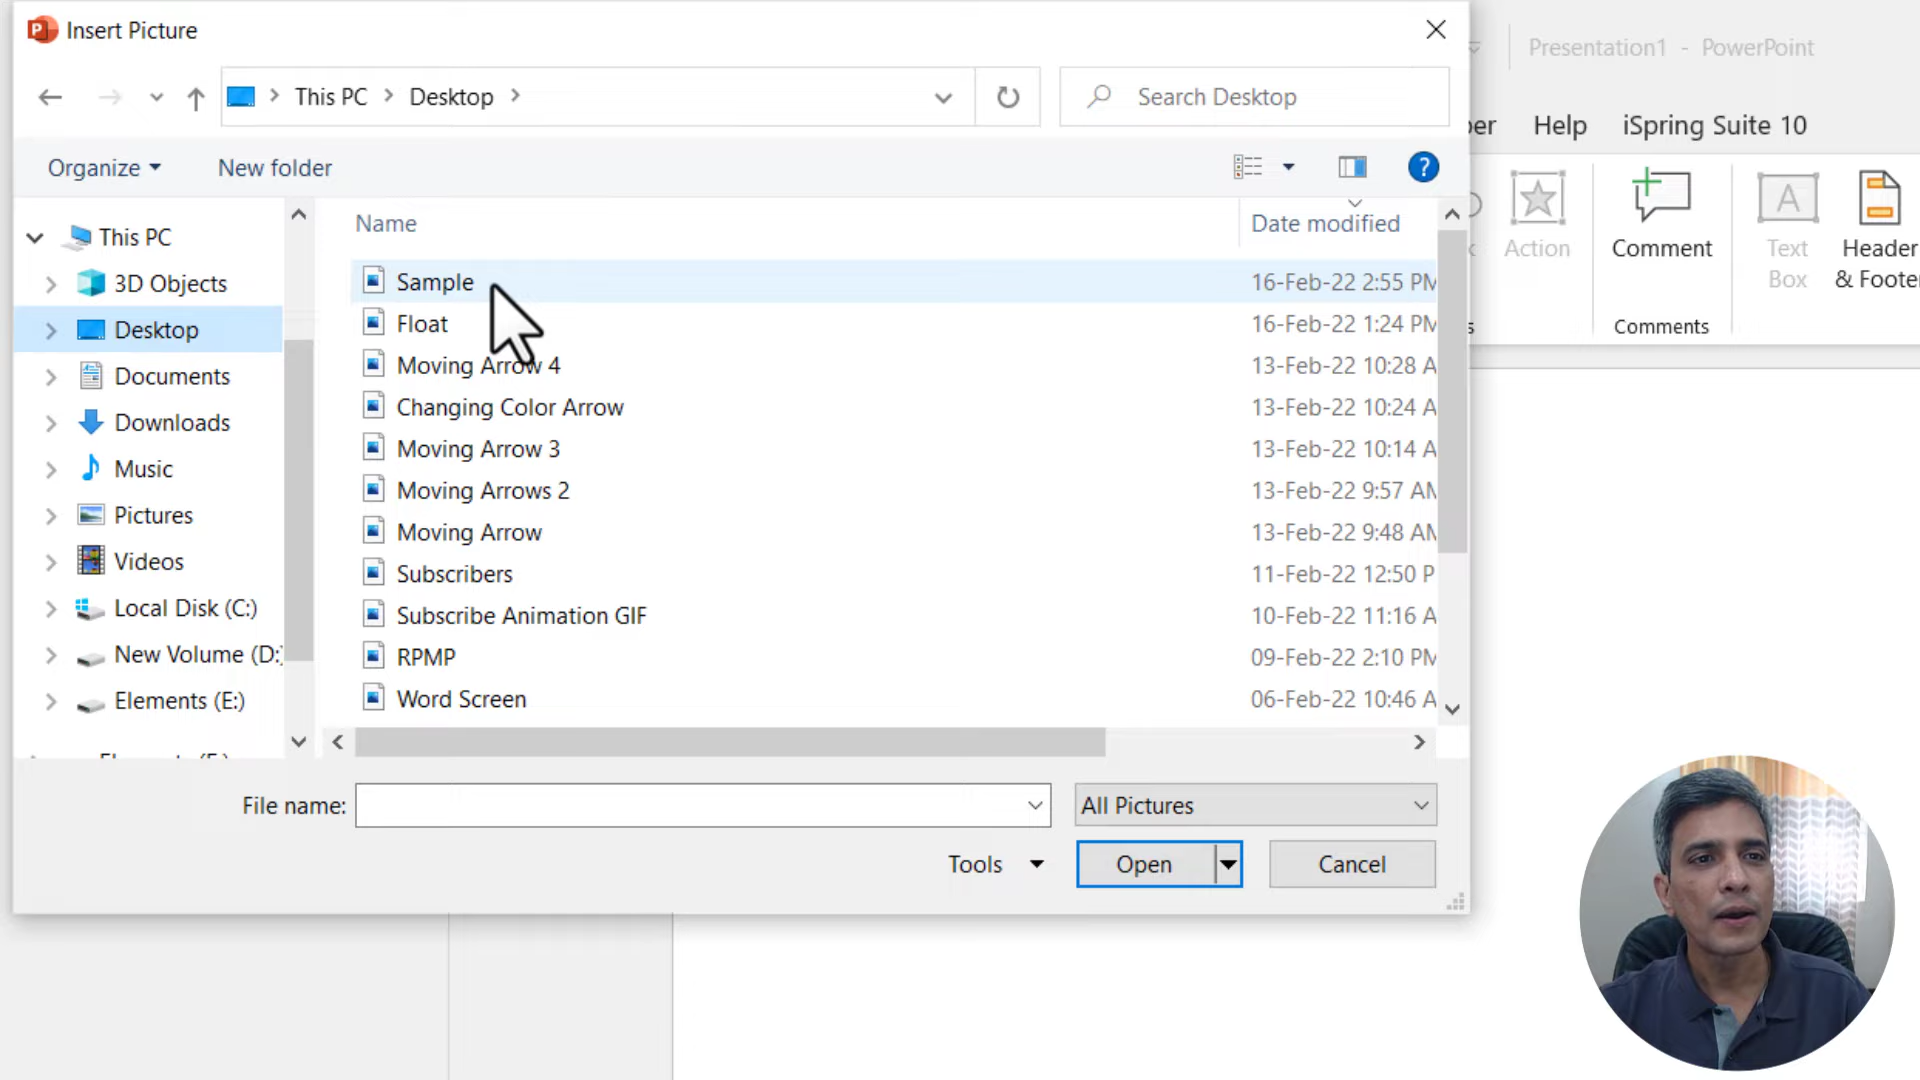 Insert Picture
Presentation1 - PowerPoint
This PC Desktop
Search Desktop
Help iSpring Suite 10
Organize New folder
Name Date modified
This PC
3D Objects
Desktop
Documents
Downloads
Music
Pictures
Videos
Local Disk (C:)
New Volume (D:)
Elements (E:)
Sample 16-Feb-22 2:55 PM
Float 16-Feb-22 1:24 PM
Moving Arrow 4 13-Feb-22 10:28 A
Changing Color Arrow 13-Feb-22 10:24 A
Moving Arrow 3 13-Feb-22 10:14 A
Moving Arrows 2 13-Feb-22 9:57 AM
Moving Arrow 13-Feb-22 9:48 AM
Subscribers 11-Feb-22 12:50 P
Subscribe Animation GIF 10-Feb-22 11:16 A
RPMP 09-Feb-22 2:10 PM
Word Screen 06-Feb-22 10:46 A
Action
Comment
Text
Box
Header
& Footer
Comments
File name:
All Pictures
Tools
Open
Cancel